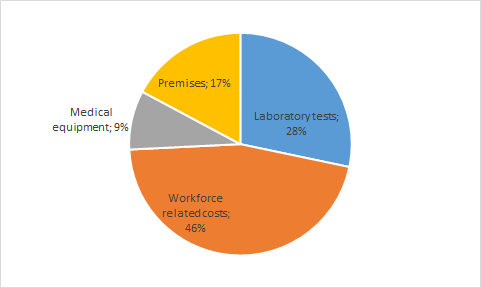 Premises; 17%
Laboratory tests;
28%
Medical
equipment; 9%
Workforce
related costs;
46%